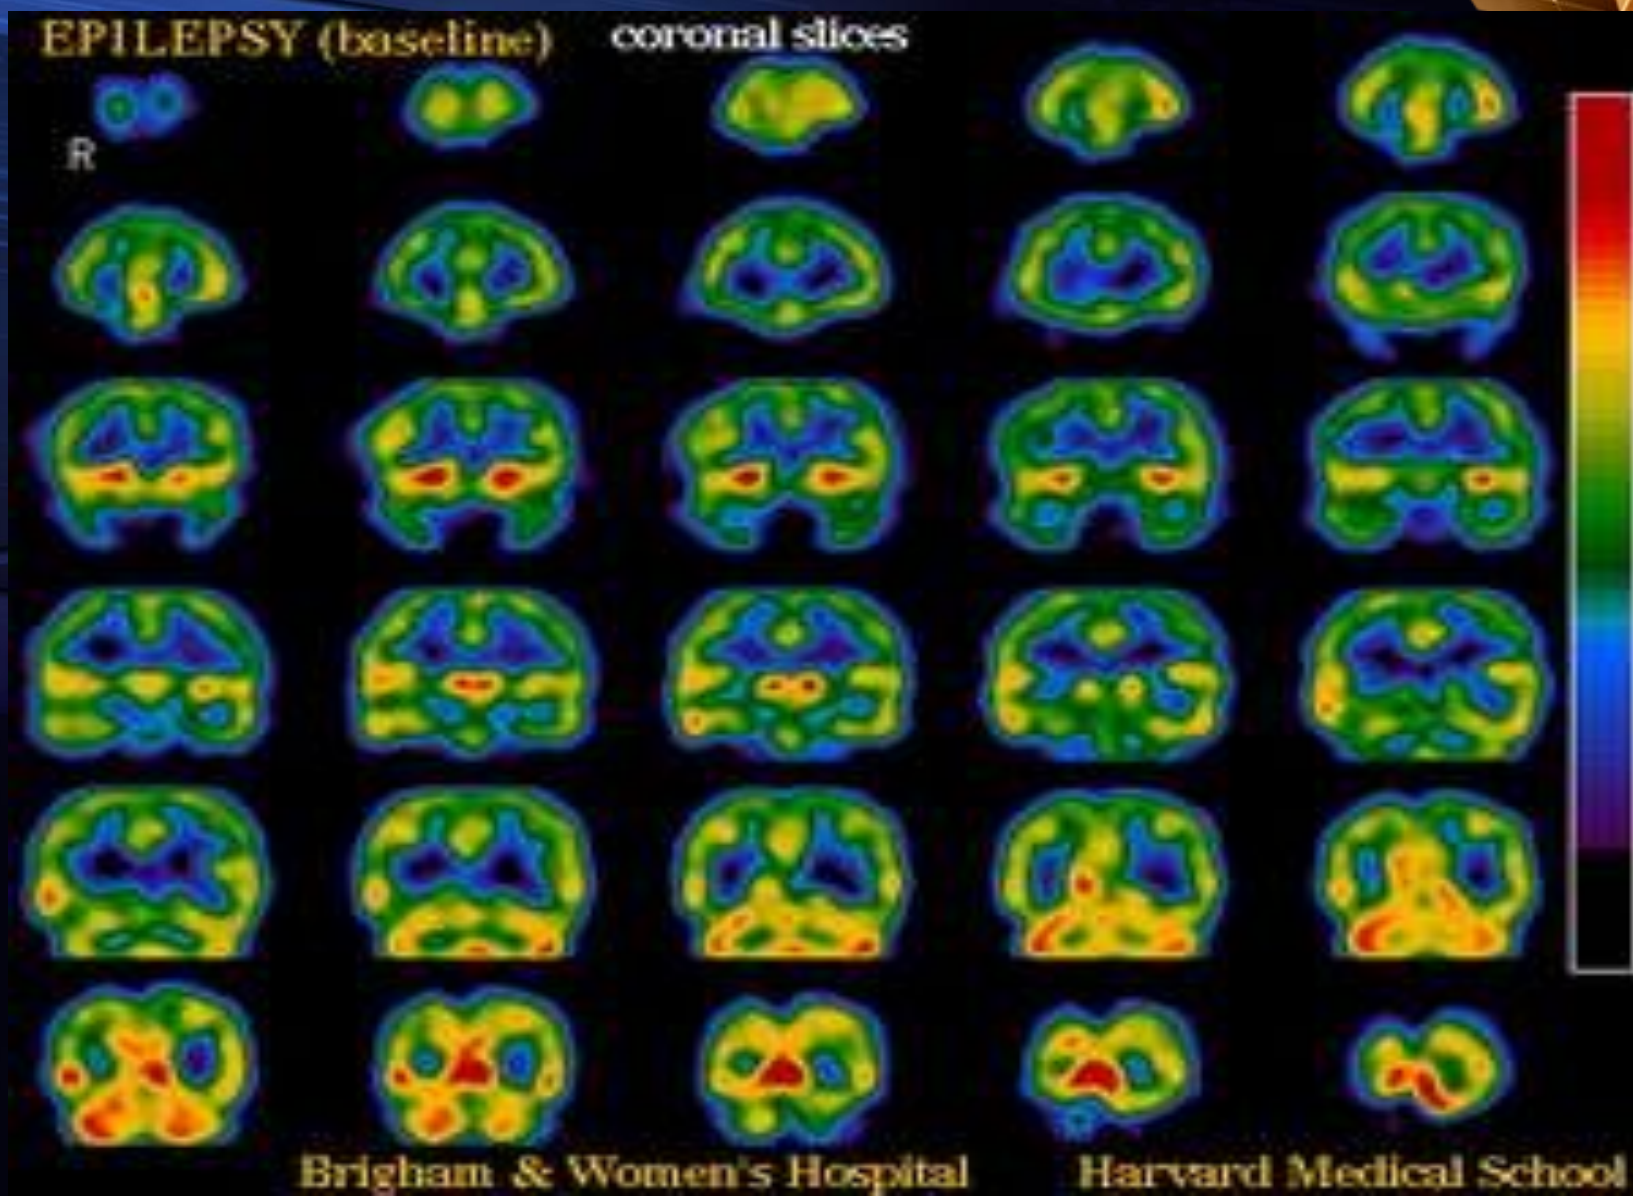 EPILEPSY (baseline) coronal slices
R
Brigham & Women's Hospital Harvard Medical School